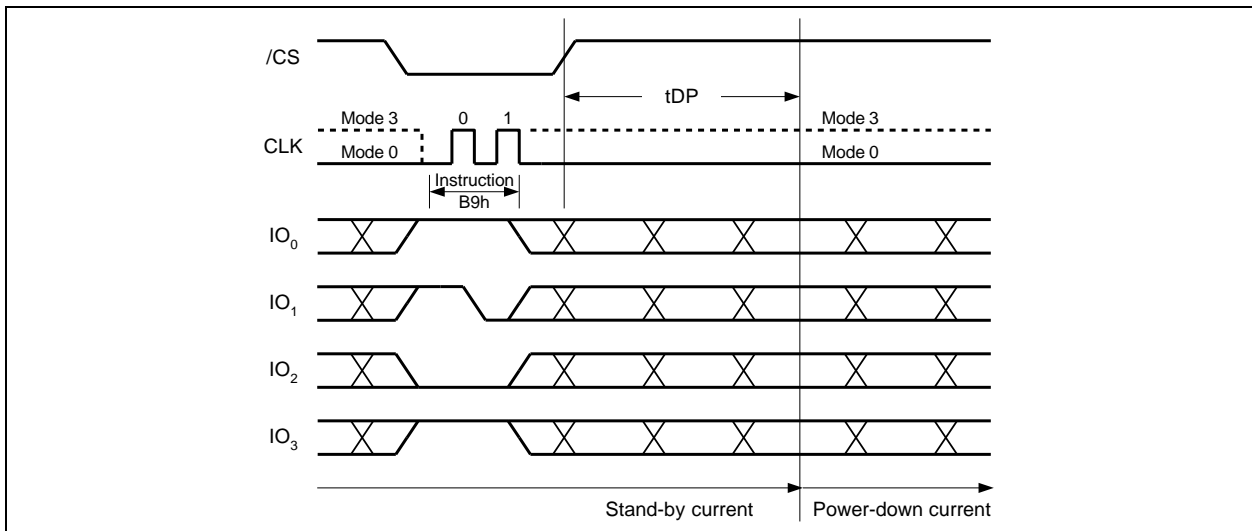 /CS
tDP
Mode 3 0 1 Mode 3
CLK
Mode 0 Mode 0
Instruction
B9h
IO0
IO1
IO2
IO3
Stand-by current Power-down current